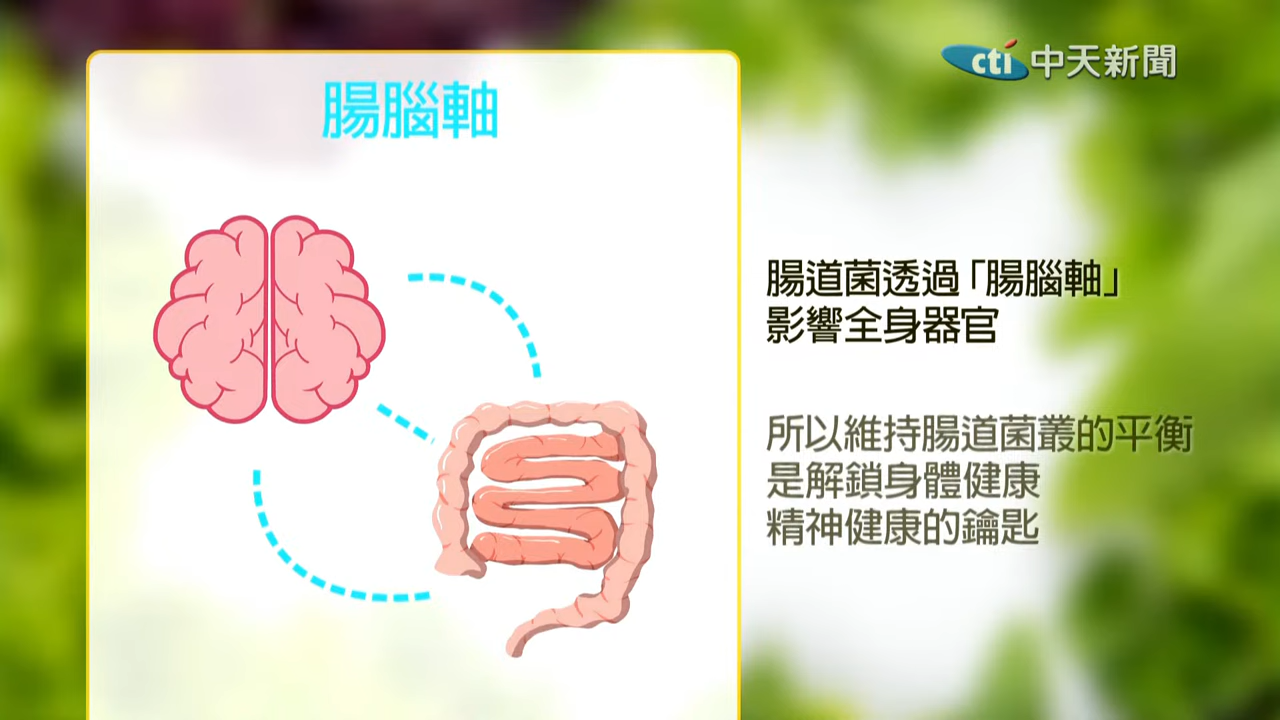 cti 中天新聞
腸腦軸
腸道菌透過「腸腦軸」
影響全身器官
所以維持腸道菌叢的平衡
是解鎖身體健康
精神健康的鑰匙